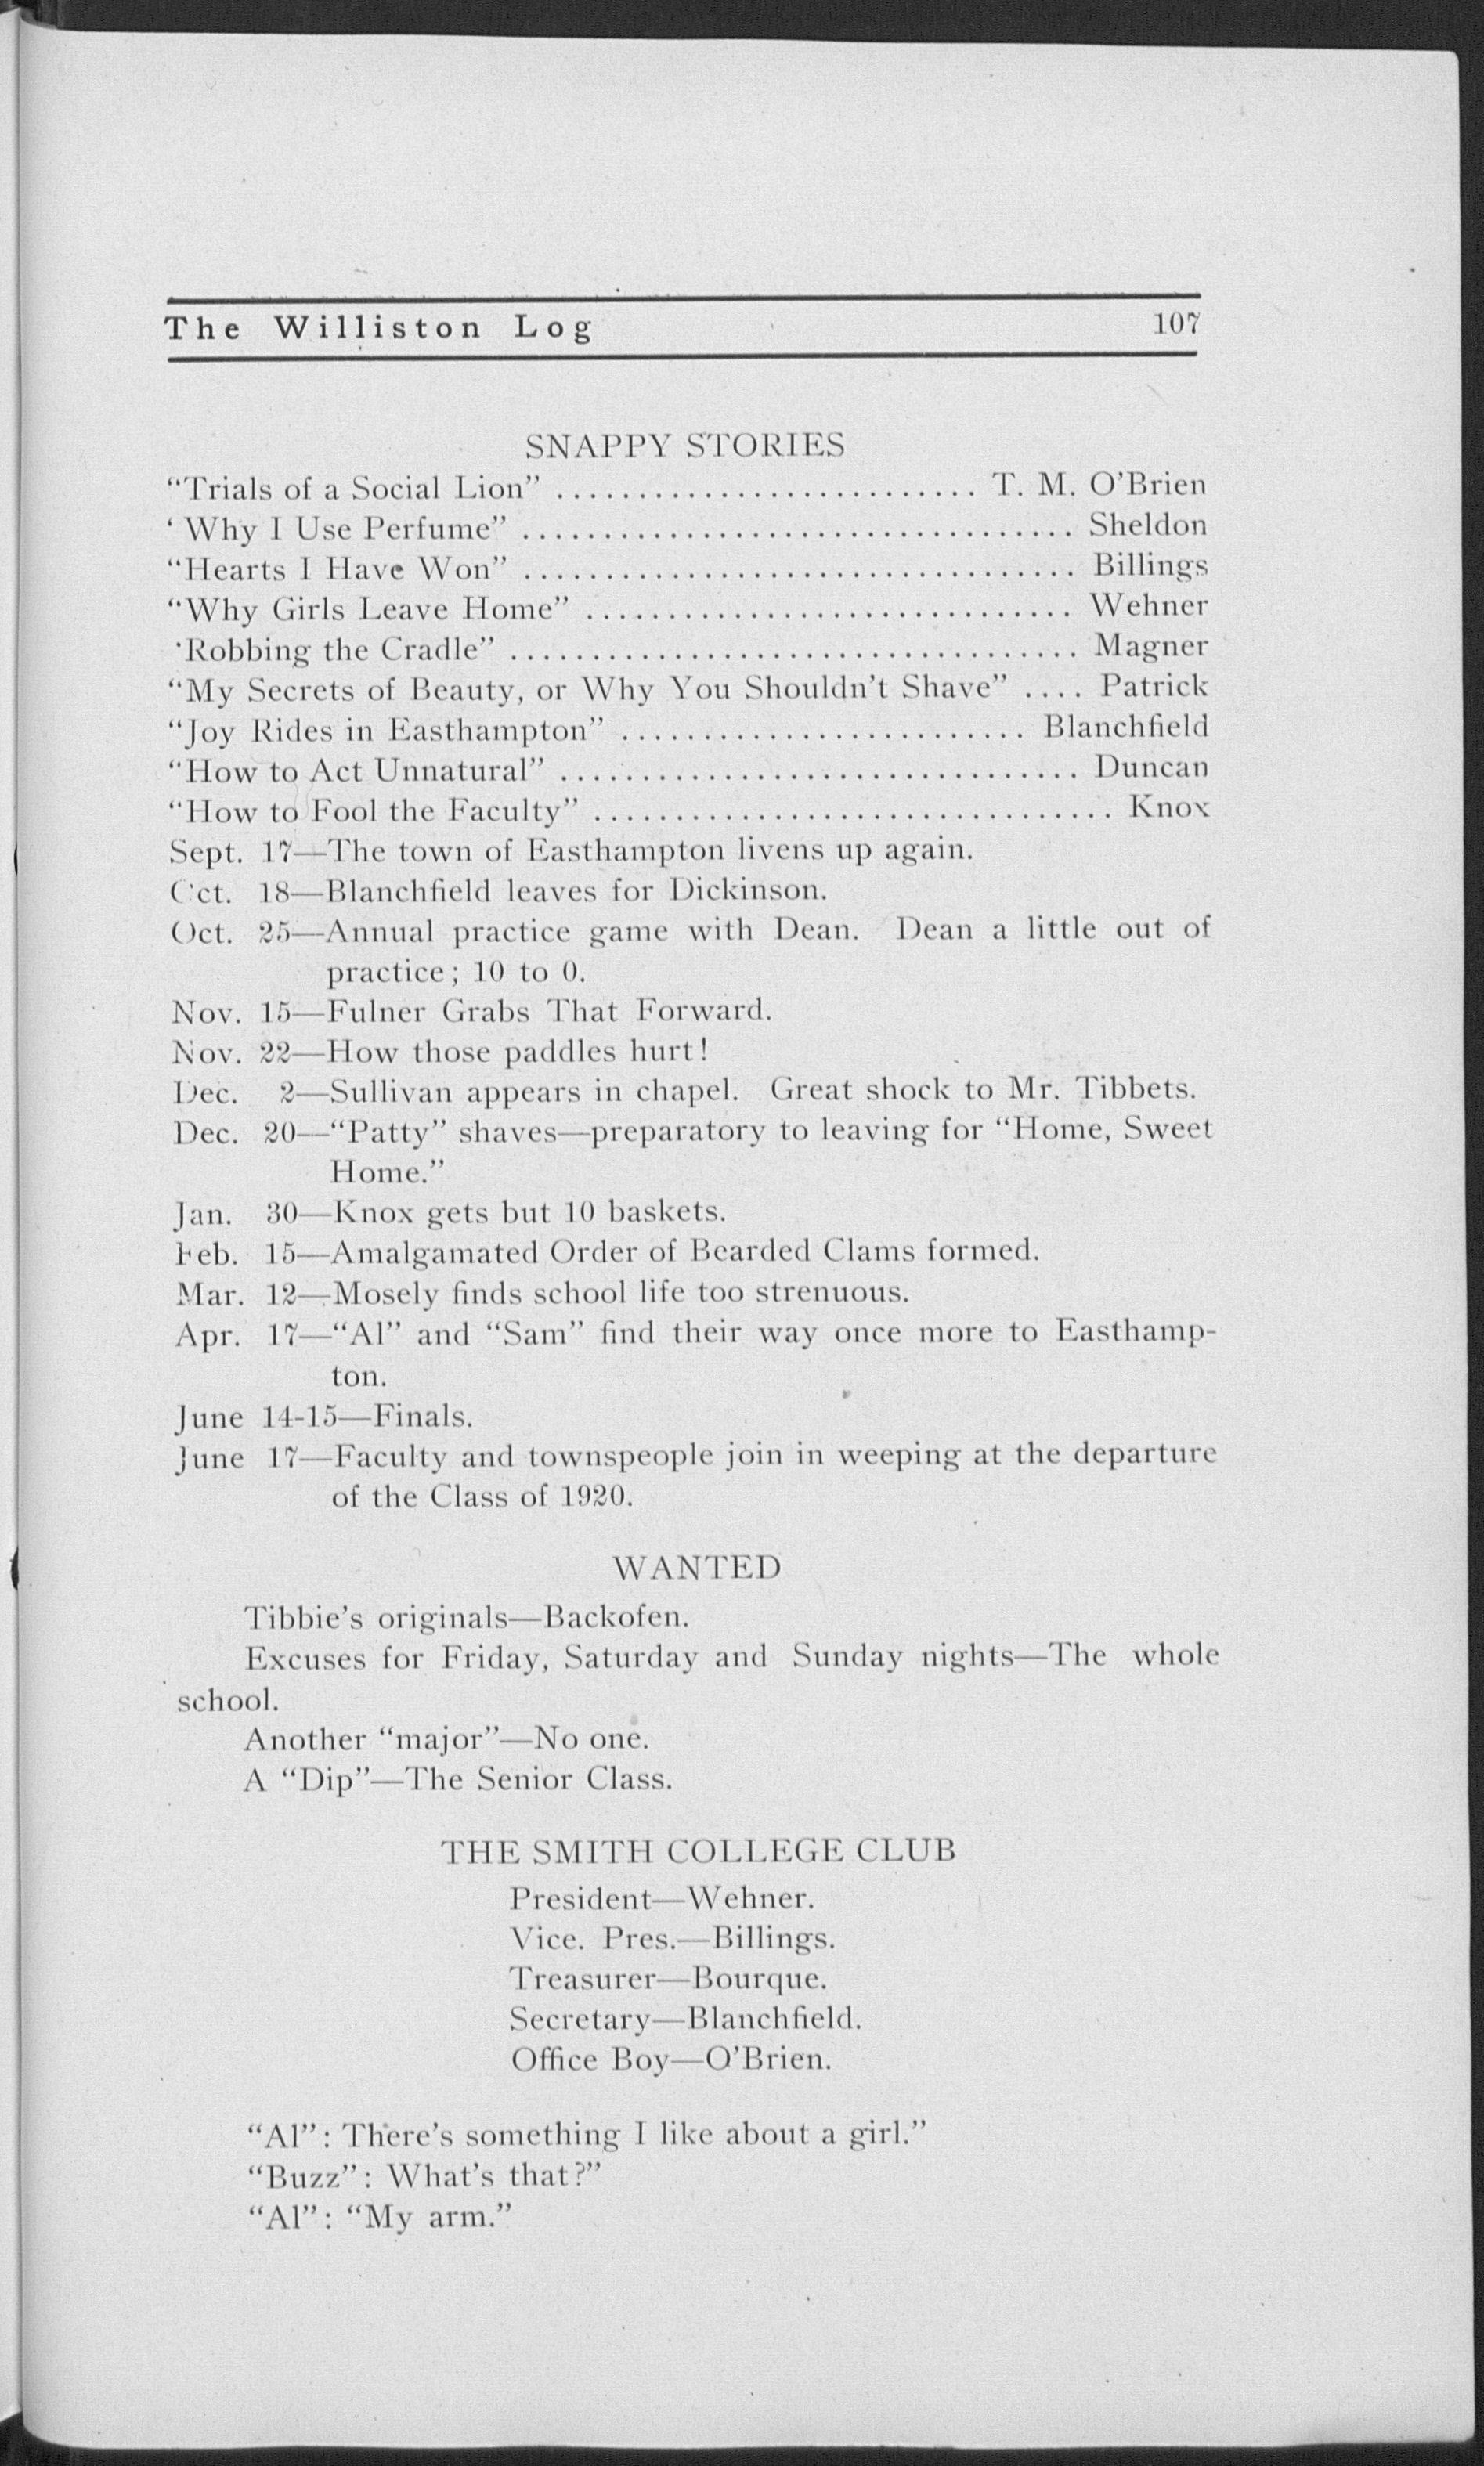 The Williston Log 107
SNAPPY STORIES
“Trials of a Social Lion” .......................... T. M. O’Brien
‘ Why I Use Perfume” .................................. Sheldon
“Hearts I Have Won” .................................. Billings
“Why Girls Leave Home” .............................. Wehner
‘Robbing the Cradle” ................................... Magner
“My Secrets of Beauty, or Why You Shouldn’t Shave” .... Patrick
“Joy Rides in Easthampton” ......................... Blanchfield
“How to Act Unnatural” ................................ Duncan
“How to Fool the Faculty” ................................ Knox
Sept. 17—The town of Easthampton livens up again.
Oct. 18—Blanchfield leaves for Dickinson.
Oct. 25—Annual practice game with Dean. Dean a little out of
practice; 10 to 0.
Nov. 15—Fulner Grabs That Forward.
Nov. 22—How those paddles hurt!
Dec. 2—Sullivan appears in chapel. Great shock to Mr. Tibbets.
Dec. 20—“Patty” shaves—preparatory to leaving for “Home, Sweet
Home.”
Jan. 30—Knox gets but 10 baskets.
Feb. 15—Amalgamated Order of Bearded Clams formed.
Mar. 12—Mosely finds school life too strenuous.
Apr. 17—“Al” and “Sam” find their way once more to Easthamp-
ton.
June 14-15—Finals.
June 17—Faculty and townspeople join in weeping at the departure
of the Class of 1920.
WANTED
Tibbie’s originals—Backofen.
Excuses for Friday, Saturday and Sunday nights—The whole
school.
Another “major”—No one.
A “Dip”—The Senior Class.
THE SMITH COLLEGE CLUB
President—Wehner.
Vice. Pres.—Billings.
Treasurer—Bourque.
Secretary—Blanchfield.
Office Boy—O’Brien.
“Al”: There’s something I like about a girl.”
“Buzz”: What’s that?”
“Al”: “My arm.”